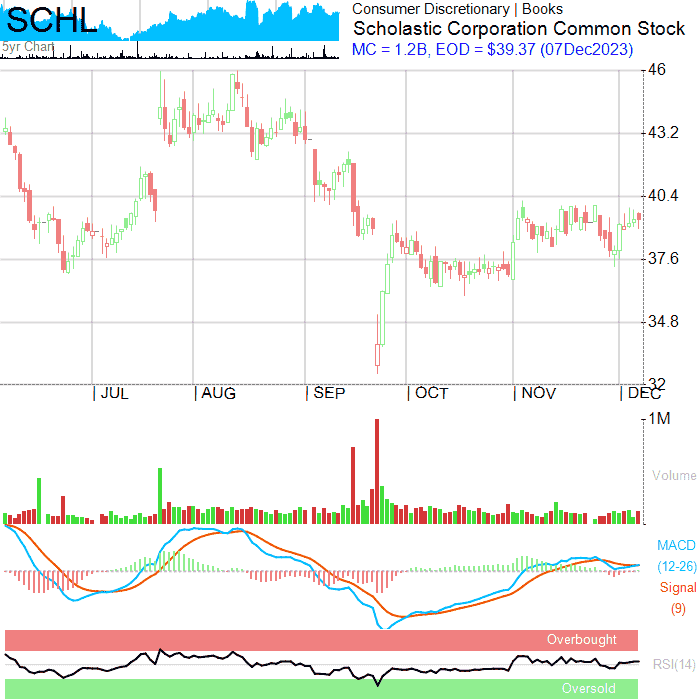 SCHL
5yr Chart
Consumer Discretionary | Books
Scholastic Corporation Common Stock
MC = 1.2B, EOD = $39.37 (07Dec2023)
46
43.2
40.4
37.6
34.8
32
JUL
AUG
SEP
OCT
NOV
DEC
1M
Volume
MACD
(12-26)
Signal
(9)
Overbought
RSI(14)
Oversold